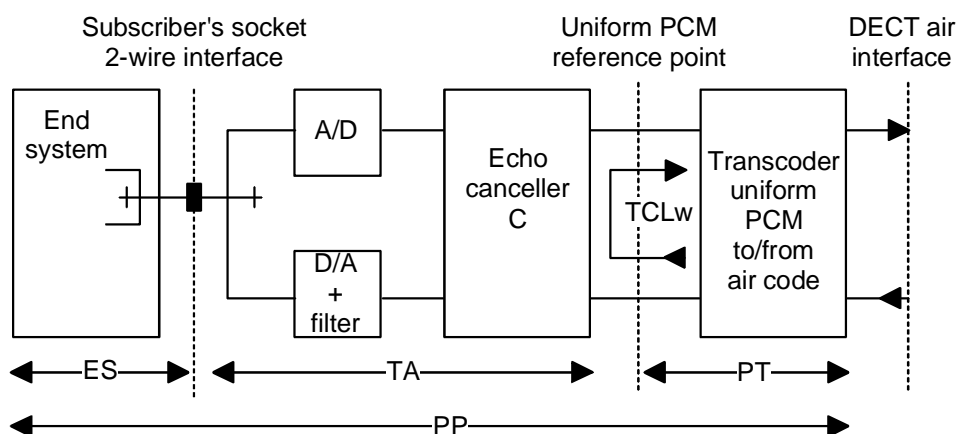 Subscriber's socket
2-wire interface
Uniform PCM
reference point
DECT air
interface
End
system
A/D
D/A
+
filter
Echo
canceller
C
TCLw
Transcoder
uniform
PCM
to/from
air code
ES
TA
PT
PP